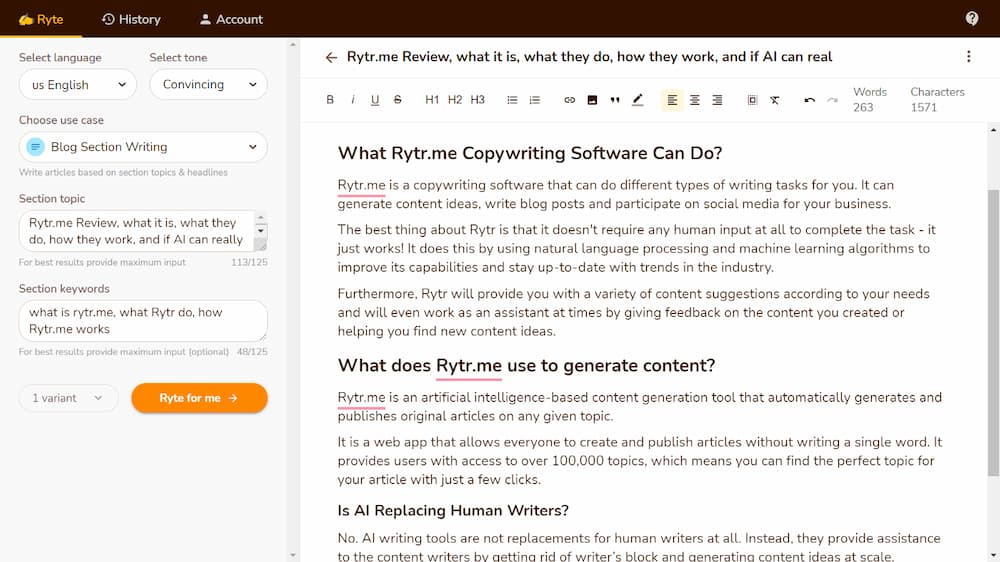 Ryte
History
Account
Select language
Select tone
us English
Convincing
Choose use case
Blog Section Writing
Write articles based on section topics & headlines
Section topic
Rytr.me Review, what it is, what they
do, how they work, and if AI can really
For best results provide maximum input
113/125
Section keywords
what is rytr.me, what Rytr do, how
Rytr.me works
For best results provide maximum input (optional)
48/125
1 variant
Ryte for me →
← Rytr.me Review, what it is, what they do, how they work, and if AI can real
B i U S H1 H2 H3
Words
263
Characters
1571
What Rytr.me Copywriting Software Can Do?
Rytr.me is a copywriting software that can do different types of writing tasks for you. It can
generate content ideas, write blog posts and participate on social media for your business.
The best thing about Rytr is that it doesn't require any human input at all to complete the task - it
just works! It does this by using natural language processing and machine learning algorithms to
improve its capabilities and stay up-to-date with trends in the industry.
Furthermore, Rytr will provide you with a variety of content suggestions according to your needs
and will even work as an assistant at times by giving feedback on the content you created or
helping you find new content ideas.
What does Rytr.me use to generate content?
Rytr.me is an artificial intelligence-based content generation tool that automatically generates and
publishes original articles on any given topic.
It is a web app that allows everyone to create and publish articles without writing a single word. It
provides users with access to over 100,000 topics, which means you can find the perfect topic for
your article with just a few clicks.
Is AI Replacing Human Writers?
No. AI writing tools are not replacements for human writers at all. Instead, they provide assistance
to the content writers by getting rid of writer's block and generating content ideas at scale.